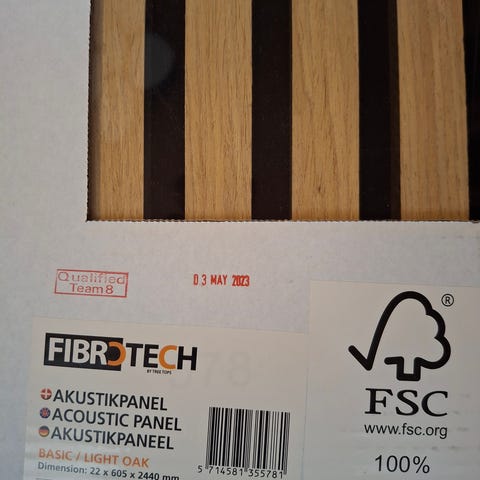 Qualified
Team 8
03 MAY 2023
FIBROTECH
BY TREE TOPS
AKUSTIKPANEL
ACOUSTIC PANEL
AKUSTIKPANEEL
BASIC / LIGHT OAK
Dimension: 22 x 605 x 2440 mm
5 714581 355781
®
FSC
www.fsc.org
100%